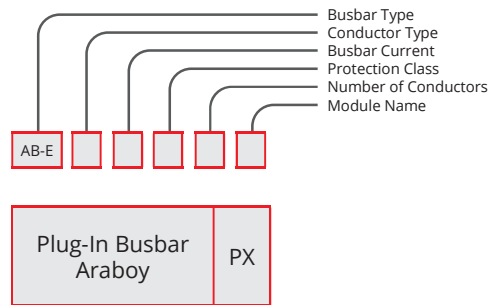 Busbar Type
Conductor Type
Busbar Current
Protection Class
Number of Conductors
Module Name
AB-E
Plug-In Busbar
Araboy
PX